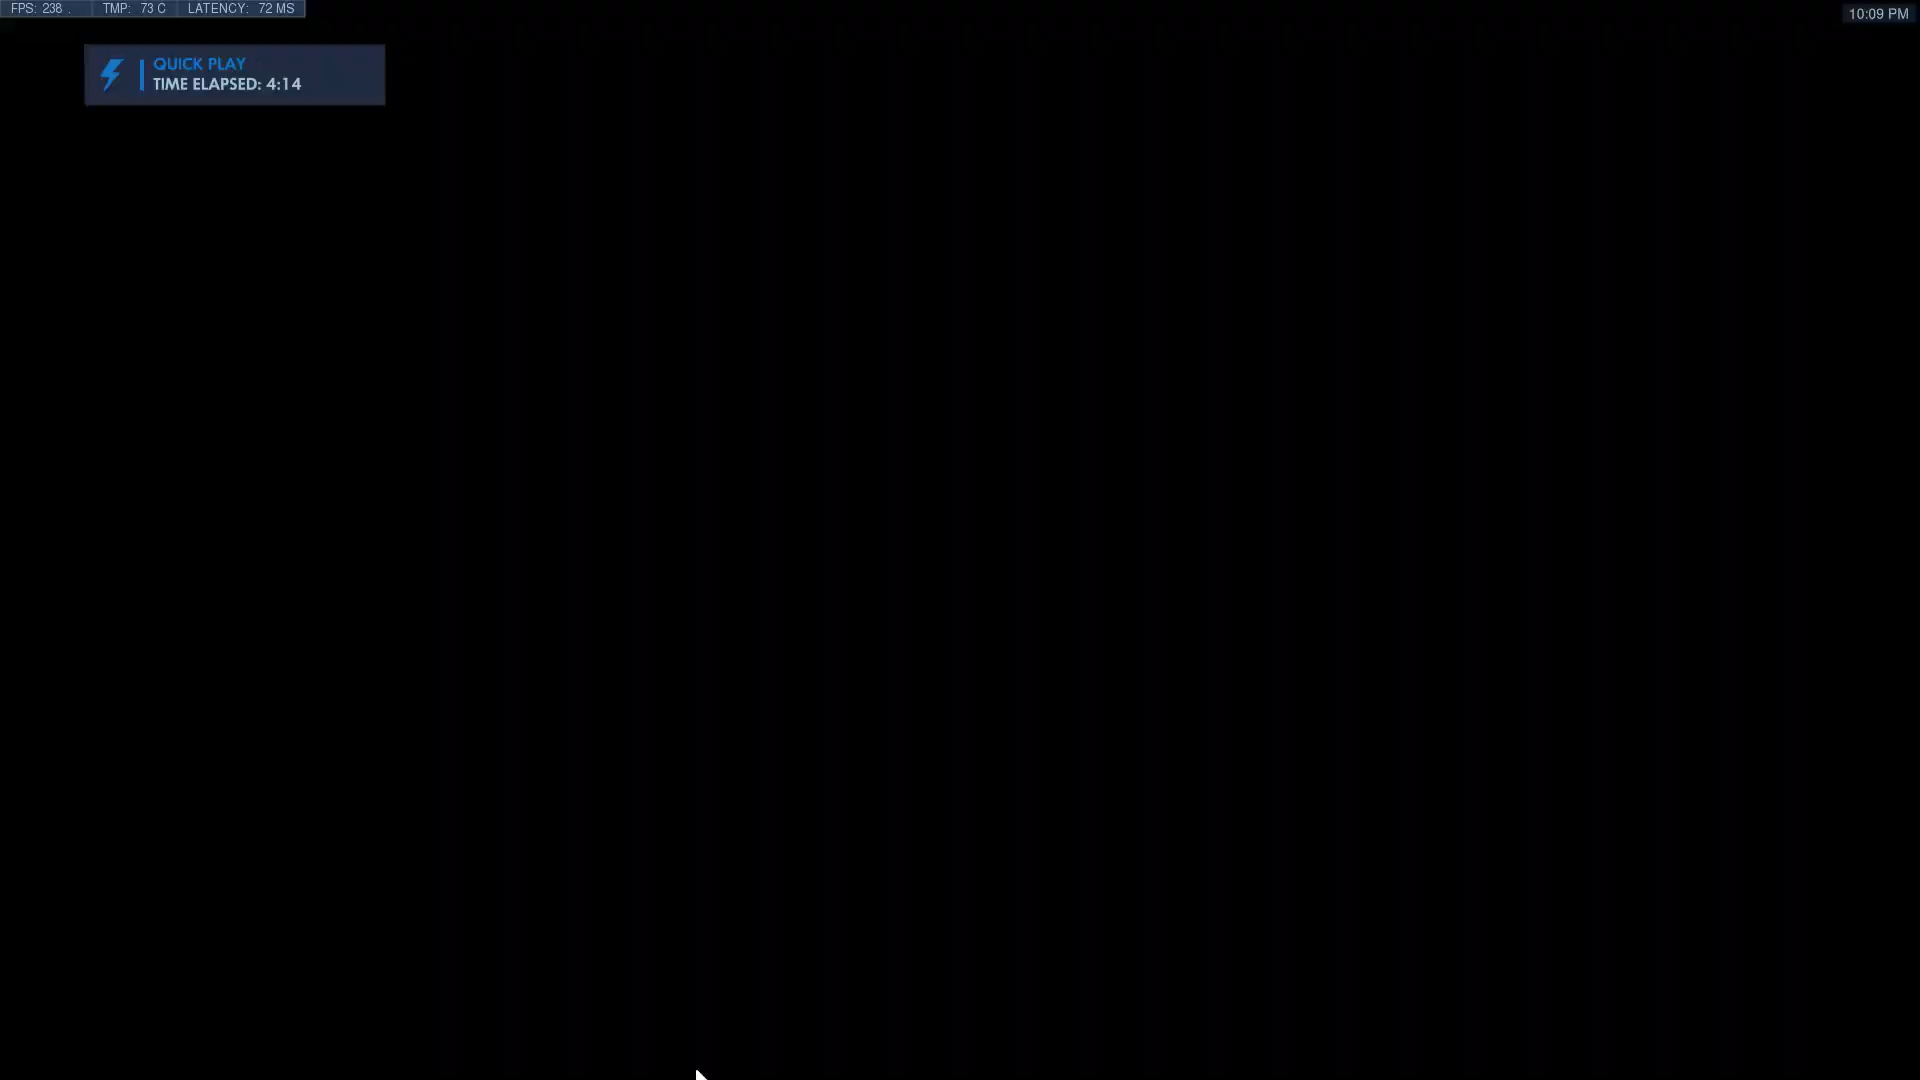 FPS: 238 . TMP: 73 C LATENCY: 72 MS
10:09 PM
QUICK PLAY
TIME ELAPSED: 4:14